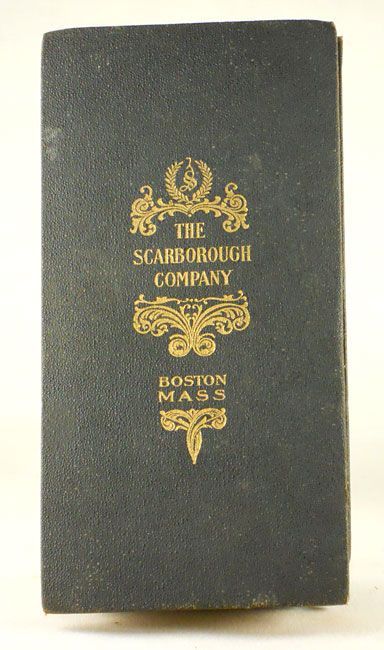 THE
SCARBOROUGH
COMPANY
BOSTON
MASS